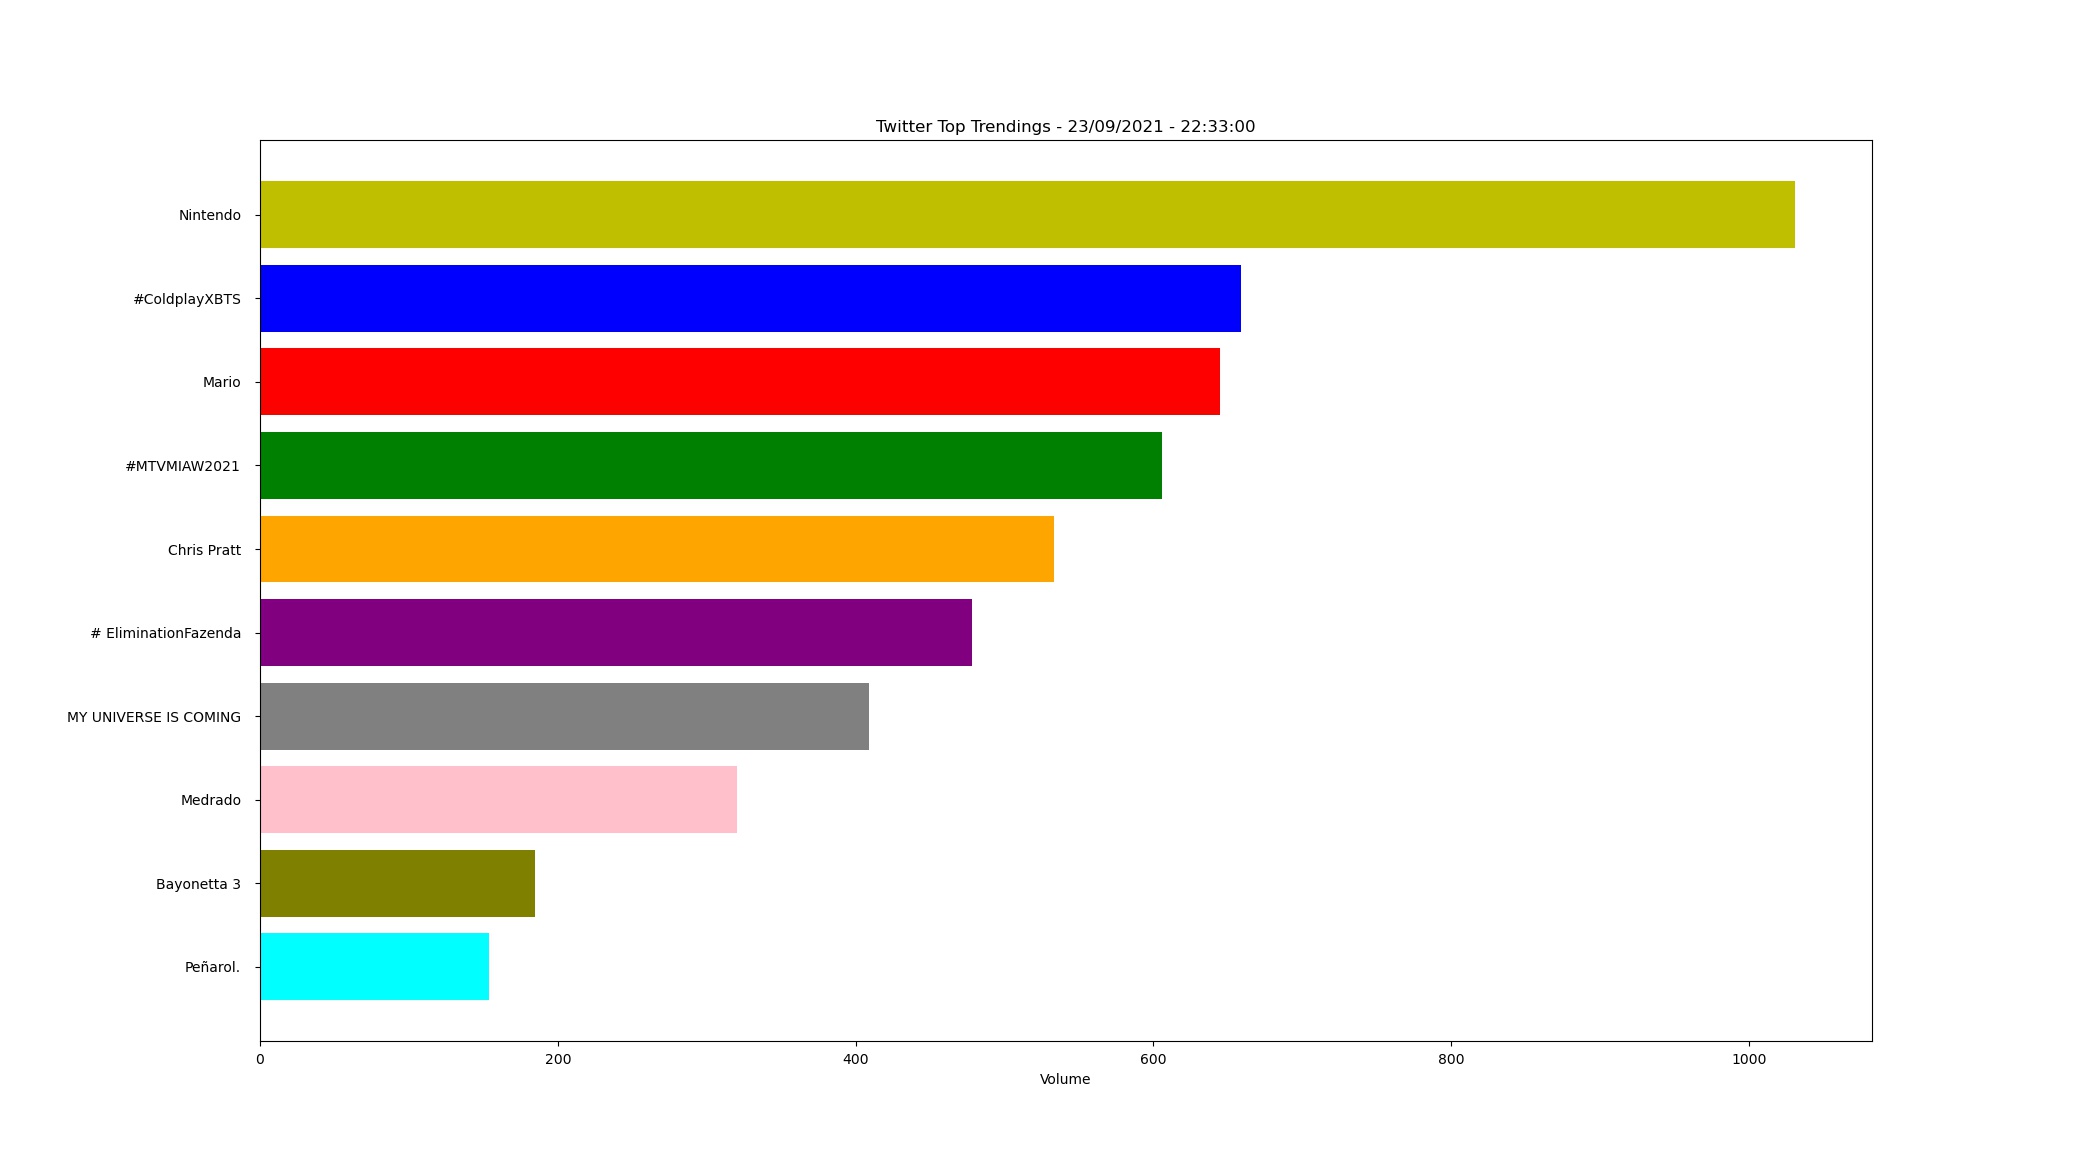 Twitter Top Trendings - 23/09/2021 - 22:33:00
Nintendo
#ColdplayXBTS
Mario
#MTVMIAW2021
Chris Pratt
# EliminationFazenda
MY UNIVERSE IS COMING
Medrado
Bayonetta 3
Peñarol.
0 200 400 600 800 1000
Volume